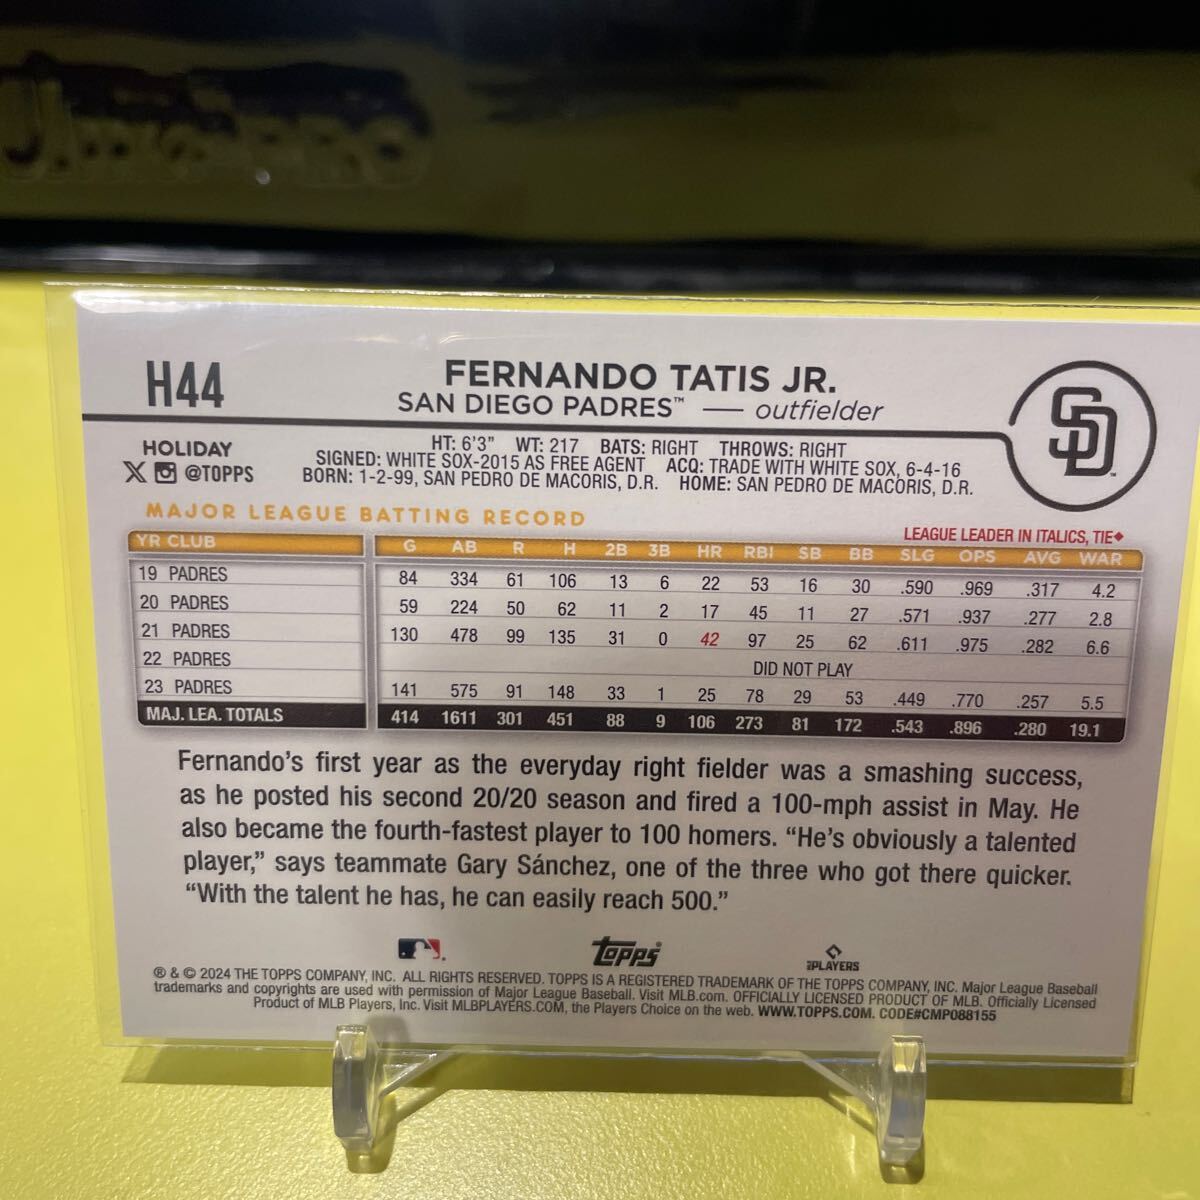 H44
FERNANDO TATIS JR.
SAN DIEGO PADRES™ — outfielder
SD
HOLIDAY
@TOPPS
HT: 6'3" WT: 217 BATS: RIGHT THROWS: RIGHT
SIGNED: WHITE SOX-2015 AS FREE AGENT ACQ: TRADE WITH WHITE SOX, 6-4-16
BORN: 1-2-99, SAN PEDRO DE MACORIS, D.R. HOME: SAN PEDRO DE MACORIS, D.R.
MAJOR LEAGUE BATTING RECORD
LEAGUE LEADER IN ITALICS, TIE◆
YR CLUB G AB R H 2B 3B HR RBI SB BB SLG OPS AVG WAR
19 PADRES 84 334 61 106 13 6 22 53 16 30 .590 .969 .317 4.2
20 PADRES 59 224 50 62 11 2 17 45 11 27 .571 .937 .277 2.8
21 PADRES 130 478 99 135 31 0 42 97 25 62 .611 .975 .282 6.6
22 PADRES DID NOT PLAY
23 PADRES 141 575 91 148 33 1 25 78 29 53 .449 .770 .257 5.5
MAJ. LEA. TOTALS 414 1611 301 451 88 9 106 273 81 172 .543 .896 .280 19.1
Fernando's first year as the everyday right fielder was a smashing success,
as he posted his second 20/20 season and fired a 100-mph assist in May. He
also became the fourth-fastest player to 100 homers. “He's obviously a talented
player,” says teammate Gary Sánchez, one of the three who got there quicker.
“With the talent he has, he can easily reach 500.”
topps®
MLB PLAYERS
® & © 2024 THE TOPPS COMPANY, INC. ALL RIGHTS RESERVED. TOPPS IS A REGISTERED TRADEMARK OF THE TOPPS COMPANY, INC. Major League Baseball
trademarks and copyrights are used with permission of Major League Baseball. Visit MLB.com. OFFICIALLY LICENSED PRODUCT OF MLB. Officially Licensed
Product of MLB Players, Inc. Visit MLBPLAYERS.COM, the Players Choice on the web. WWW.TOPPS.COM. CODE#CMP088155